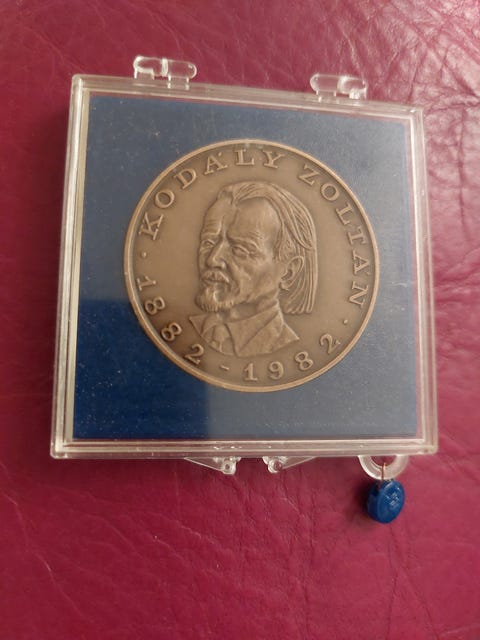 KODÁLY ZOLTÁN
· 1882 - 1982 ·